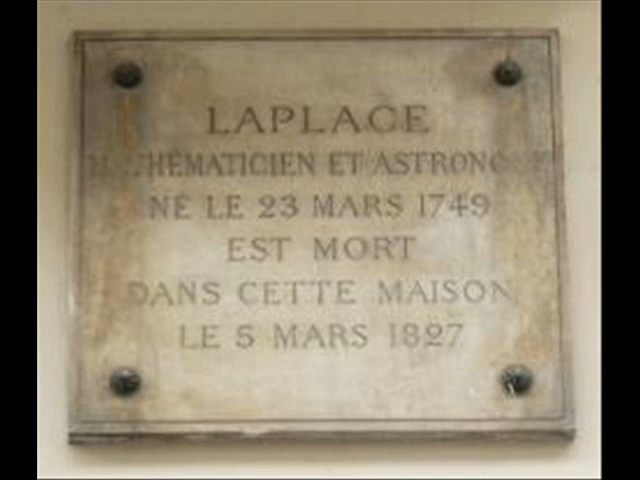 LAPLACE
MATHÉMATICIEN ET ASTRONOME
NÉ LE 23 MARS 1749
EST MORT
DANS CETTE MAISON
LE 5 MARS 1827